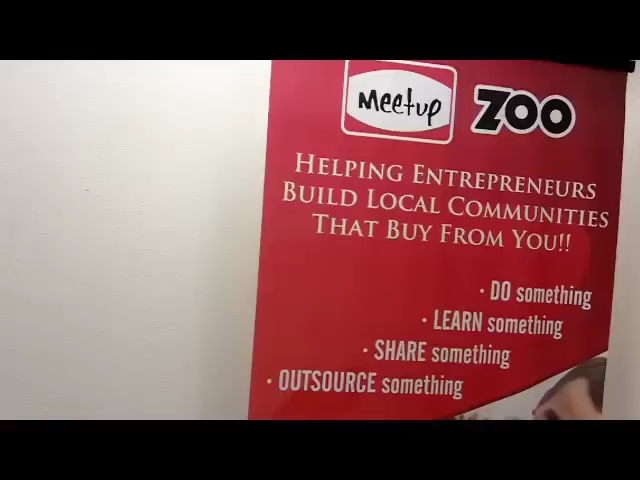 Meetup ZOO
HELPING ENTREPRENEURS
BUILD LOCAL COMMUNITIES
THAT BUY FROM YOU!!
· DO something
· LEARN something
· SHARE something
· OUTSOURCE something